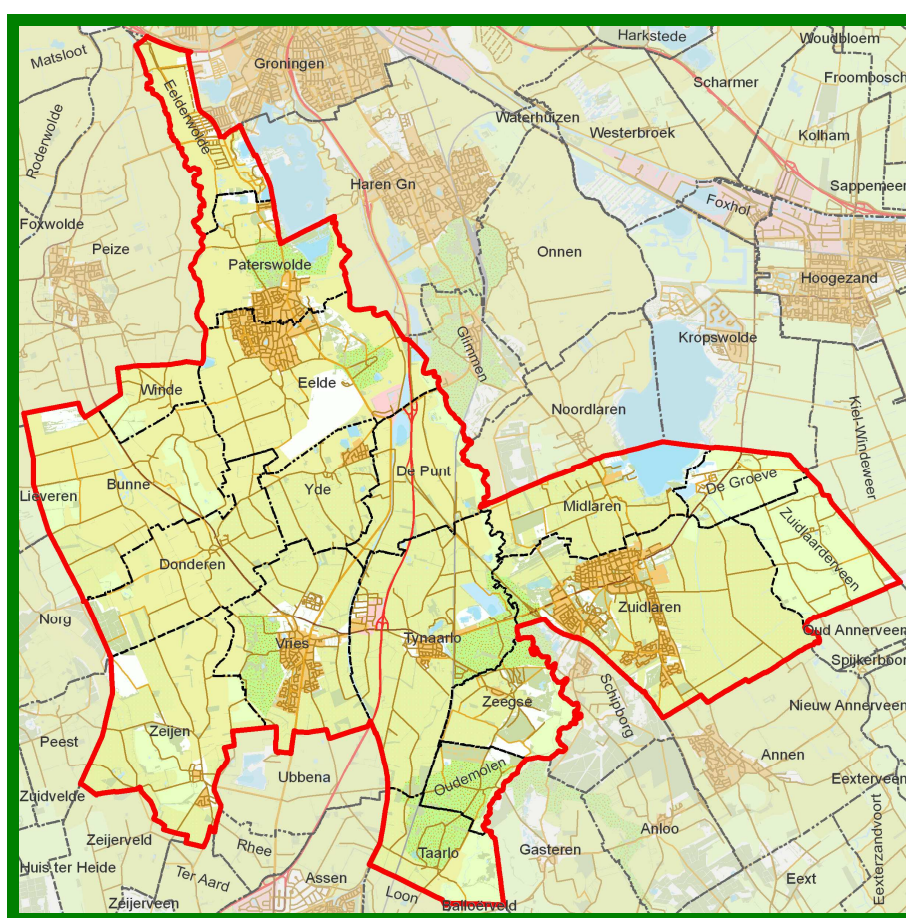 Matsloot
Groningen
Harkstede
Woudbloem
Scharmer
Froombosch
Eelderwolde
Waterhuizen
Westerbroek
Kolham
Roderwolde
Haren Gn
Sappemeer
Foxhol
Foxwolde
Peize
Onnen
Paterswolde
Hoogezand
Glimmen
Kropswolde
Winde
Eelde
Noordlaren
Kiel-Windeweer
Lieveren
Bunne
Yde
De Punt
De Groeve
Midlaren
Zuidlaarderveen
Donderen
Norg
Zuidlaren
Vries
Tynaarlo
Oud Annerveen
Spijkerboor
Zeegse
Schipborg
Nieuw Annerveen
Peest
Zeijen
Ubbena
Oudemolen
Annen
Eexterveen
Zuidvelde
Zeijerveld
Rhee
Taarlo
Gasteren
Anloo
Eexterzandvoort
Huis ter Heide
Ter Aard
Assen
Loon
Eext
Zeijerveen
Balloërveld